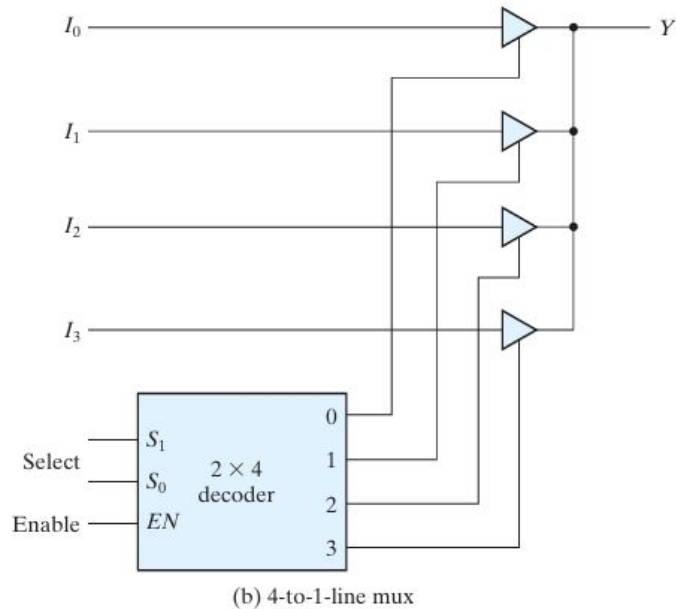 I₀
Y
I₁
I₂
I₃
0
S₁
1
Select
2 × 4
S₀
decoder
2
Enable
EN
3
(b) 4-to-1-line mux